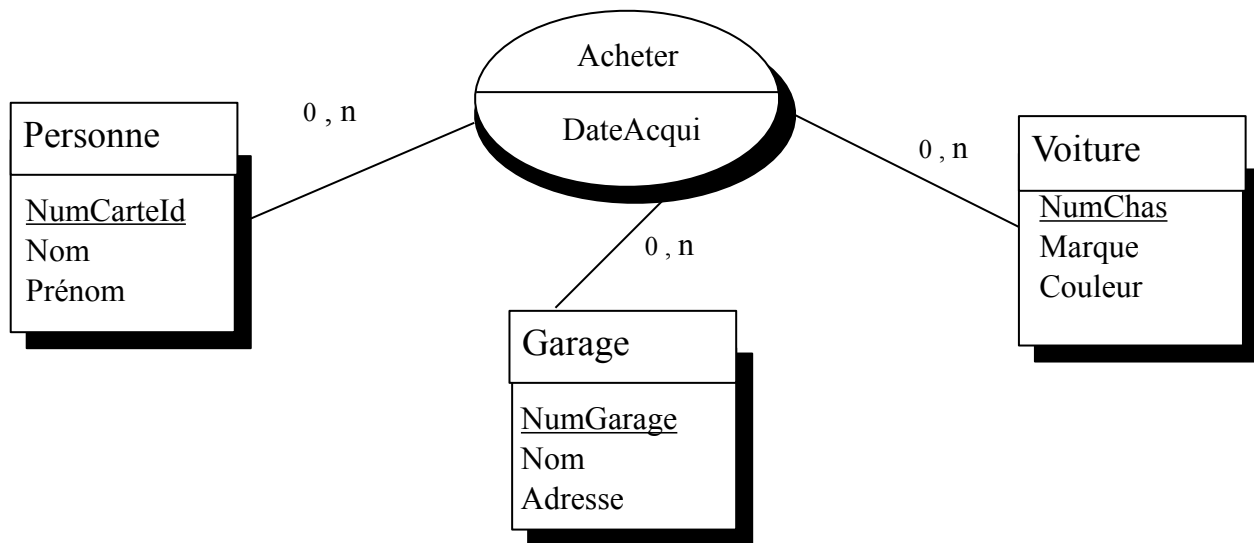 Acheter
DateAcqui
0 , n
0 , n
0 , n
Personne
NumCarteId
Nom
Prénom
Garage
NumGarage
Nom
Adresse
Voiture
NumChas
Marque
Couleur